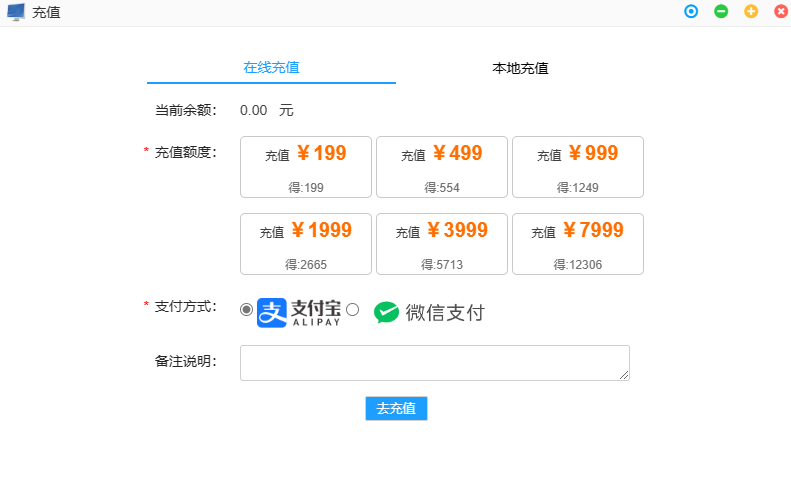 充值
在线充值 本地充值
当前余额: 0.00 元
* 充值额度: 充值 ¥199 充值 ¥499 充值 ¥999
得:199 得:554 得:1249
充值 ¥1999 充值 ¥3999 充值 ¥7999
得:2665 得:5713 得:12306
* 支付方式: 支 支付宝 ALIPAY 微信支付
备注说明:
去充值